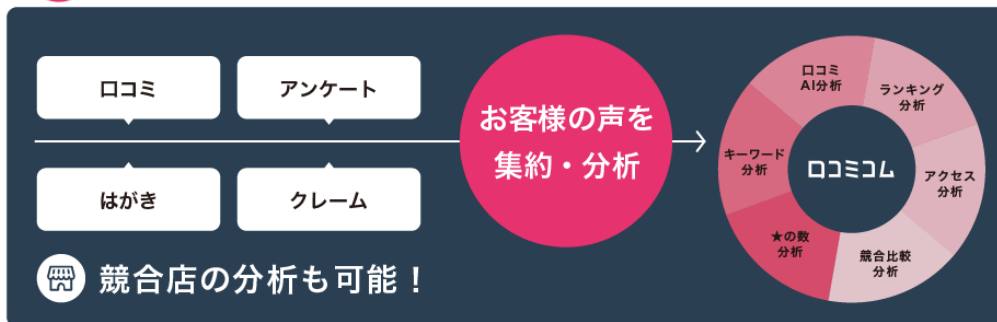 口コミ
アンケート
はがき
クレーム
お客様の声を
集約・分析
競合店の分析も可能！
口コミ
AI分析
ランキング
分析
アクセス
分析
競合比較
分析
★の数
分析
キーワード
分析
口コミコム